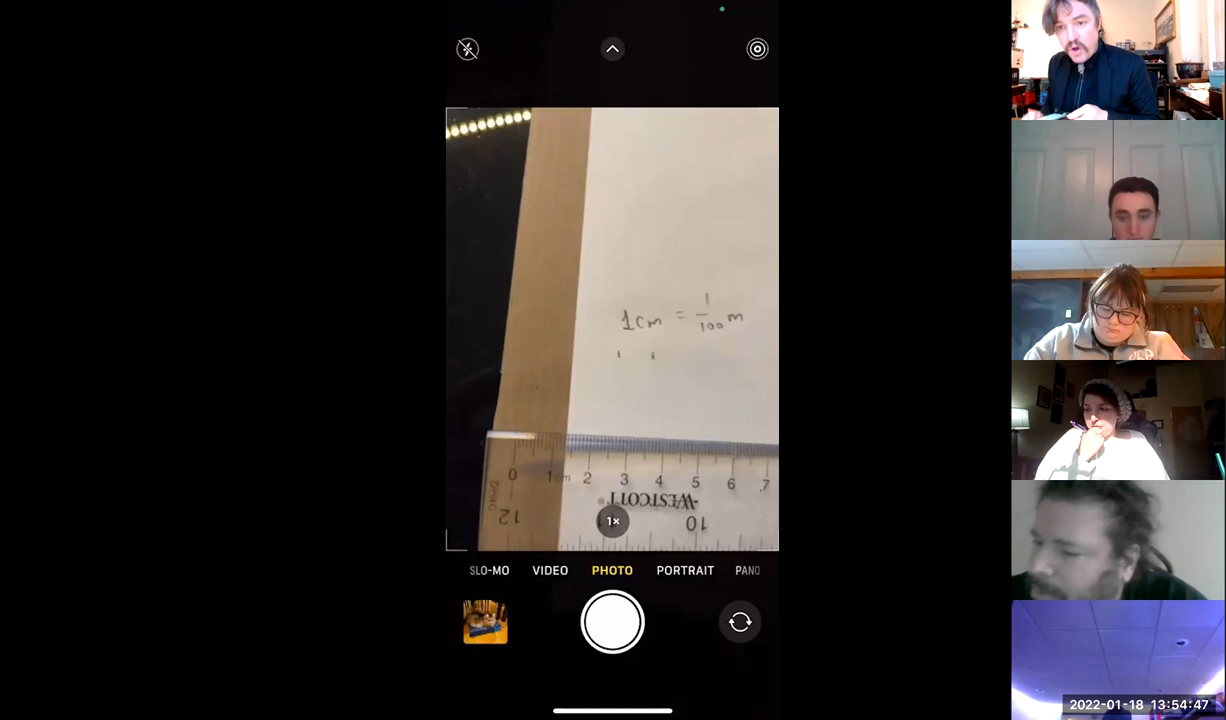 1cm = 1/100 m
0 1cm 2 3 4 5 6 7
WESTCOTT
12 10
1×
SLO-MO VIDEO PHOTO PORTRAIT PANO
2022-01-18 13:54:47